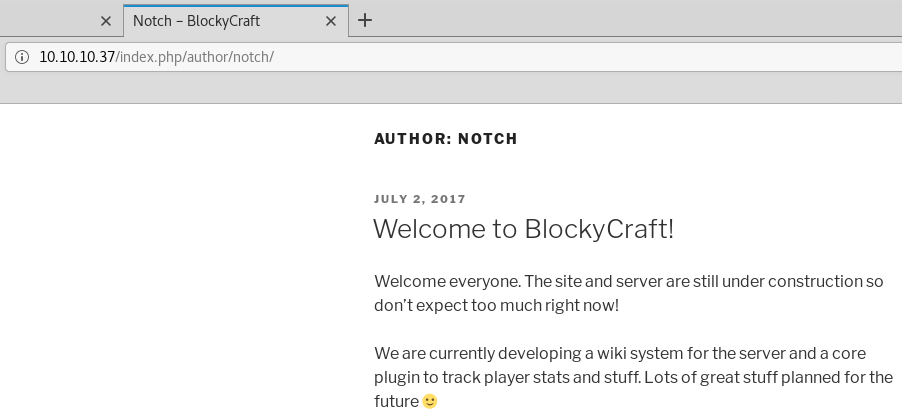 Notch – BlockyCraft
10.10.10.37/index.php/author/notch/
AUTHOR: NOTCH
JULY 2, 2017
Welcome to BlockyCraft!
Welcome everyone. The site and server are still under construction so
don’t expect too much right now!
We are currently developing a wiki system for the server and a core
plugin to track player stats and stuff. Lots of great stuff planned for the
future 🙂